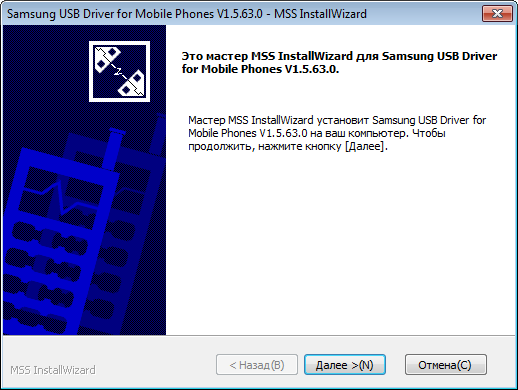 Samsung USB Driver for Mobile Phones V1.5.63.0 - MSS InstallWizard
Это мастер MSS InstallWizard для Samsung USB Driver
for Mobile Phones V1.5.63.0.
Мастер MSS InstallWizard установит Samsung USB Driver for
Mobile Phones V1.5.63.0 на ваш компьютер. Чтобы
продолжить, нажмите кнопку [Далее].
MSS InstallWizard
< Назад(B)
Далее >(N)
Отмена(C)